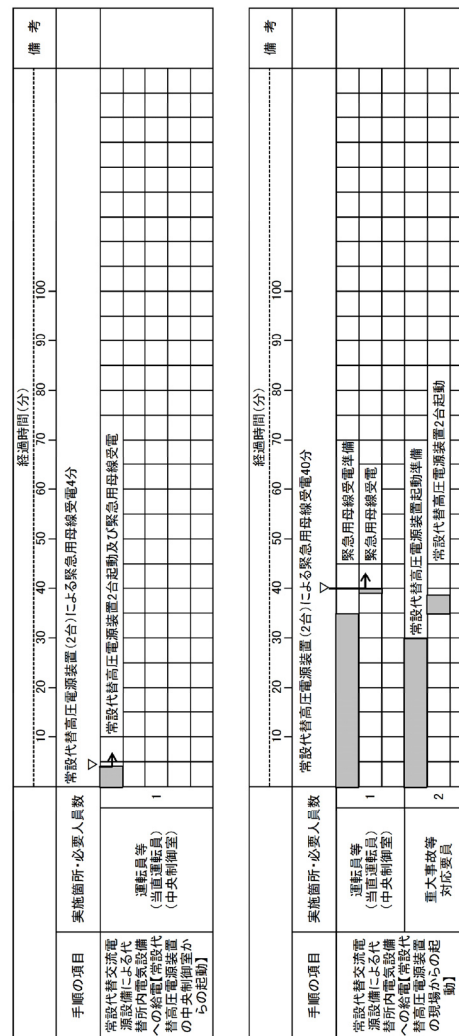 経過時間(分)
備考
10 20 30 40 50 60 70 80 90 100
手順の項目
実施箇所・必要人員数
常設代替高圧電源装置(2台)による緊急用母線受電4分
▽
常設代替交流電
源設備による代
替所内電気設備
への給電【常設代
替高圧電源装置
の中央制御室か
らの起動】
運転員等
(当直運転員)
(中央制御室)
1
常設代替高圧電源装置2台起動及び緊急用母線受電
経過時間(分)
備考
10 20 30 40 50 60 70 80 90 100
手順の項目
実施箇所・必要人員数
常設代替高圧電源装置(2台)による緊急用母線受電40分
▽
常設代替交流電
源設備による代
替所内電気設備
への給電【常設代
替高圧電源装置
の現場からの起
動】
運転員等
(当直運転員)
(中央制御室)
1
緊急用母線受電準備
緊急用母線受電
重大事故等
対応要員
2
常設代替高圧電源装置起動準備
常設代替高圧電源装置2台起動